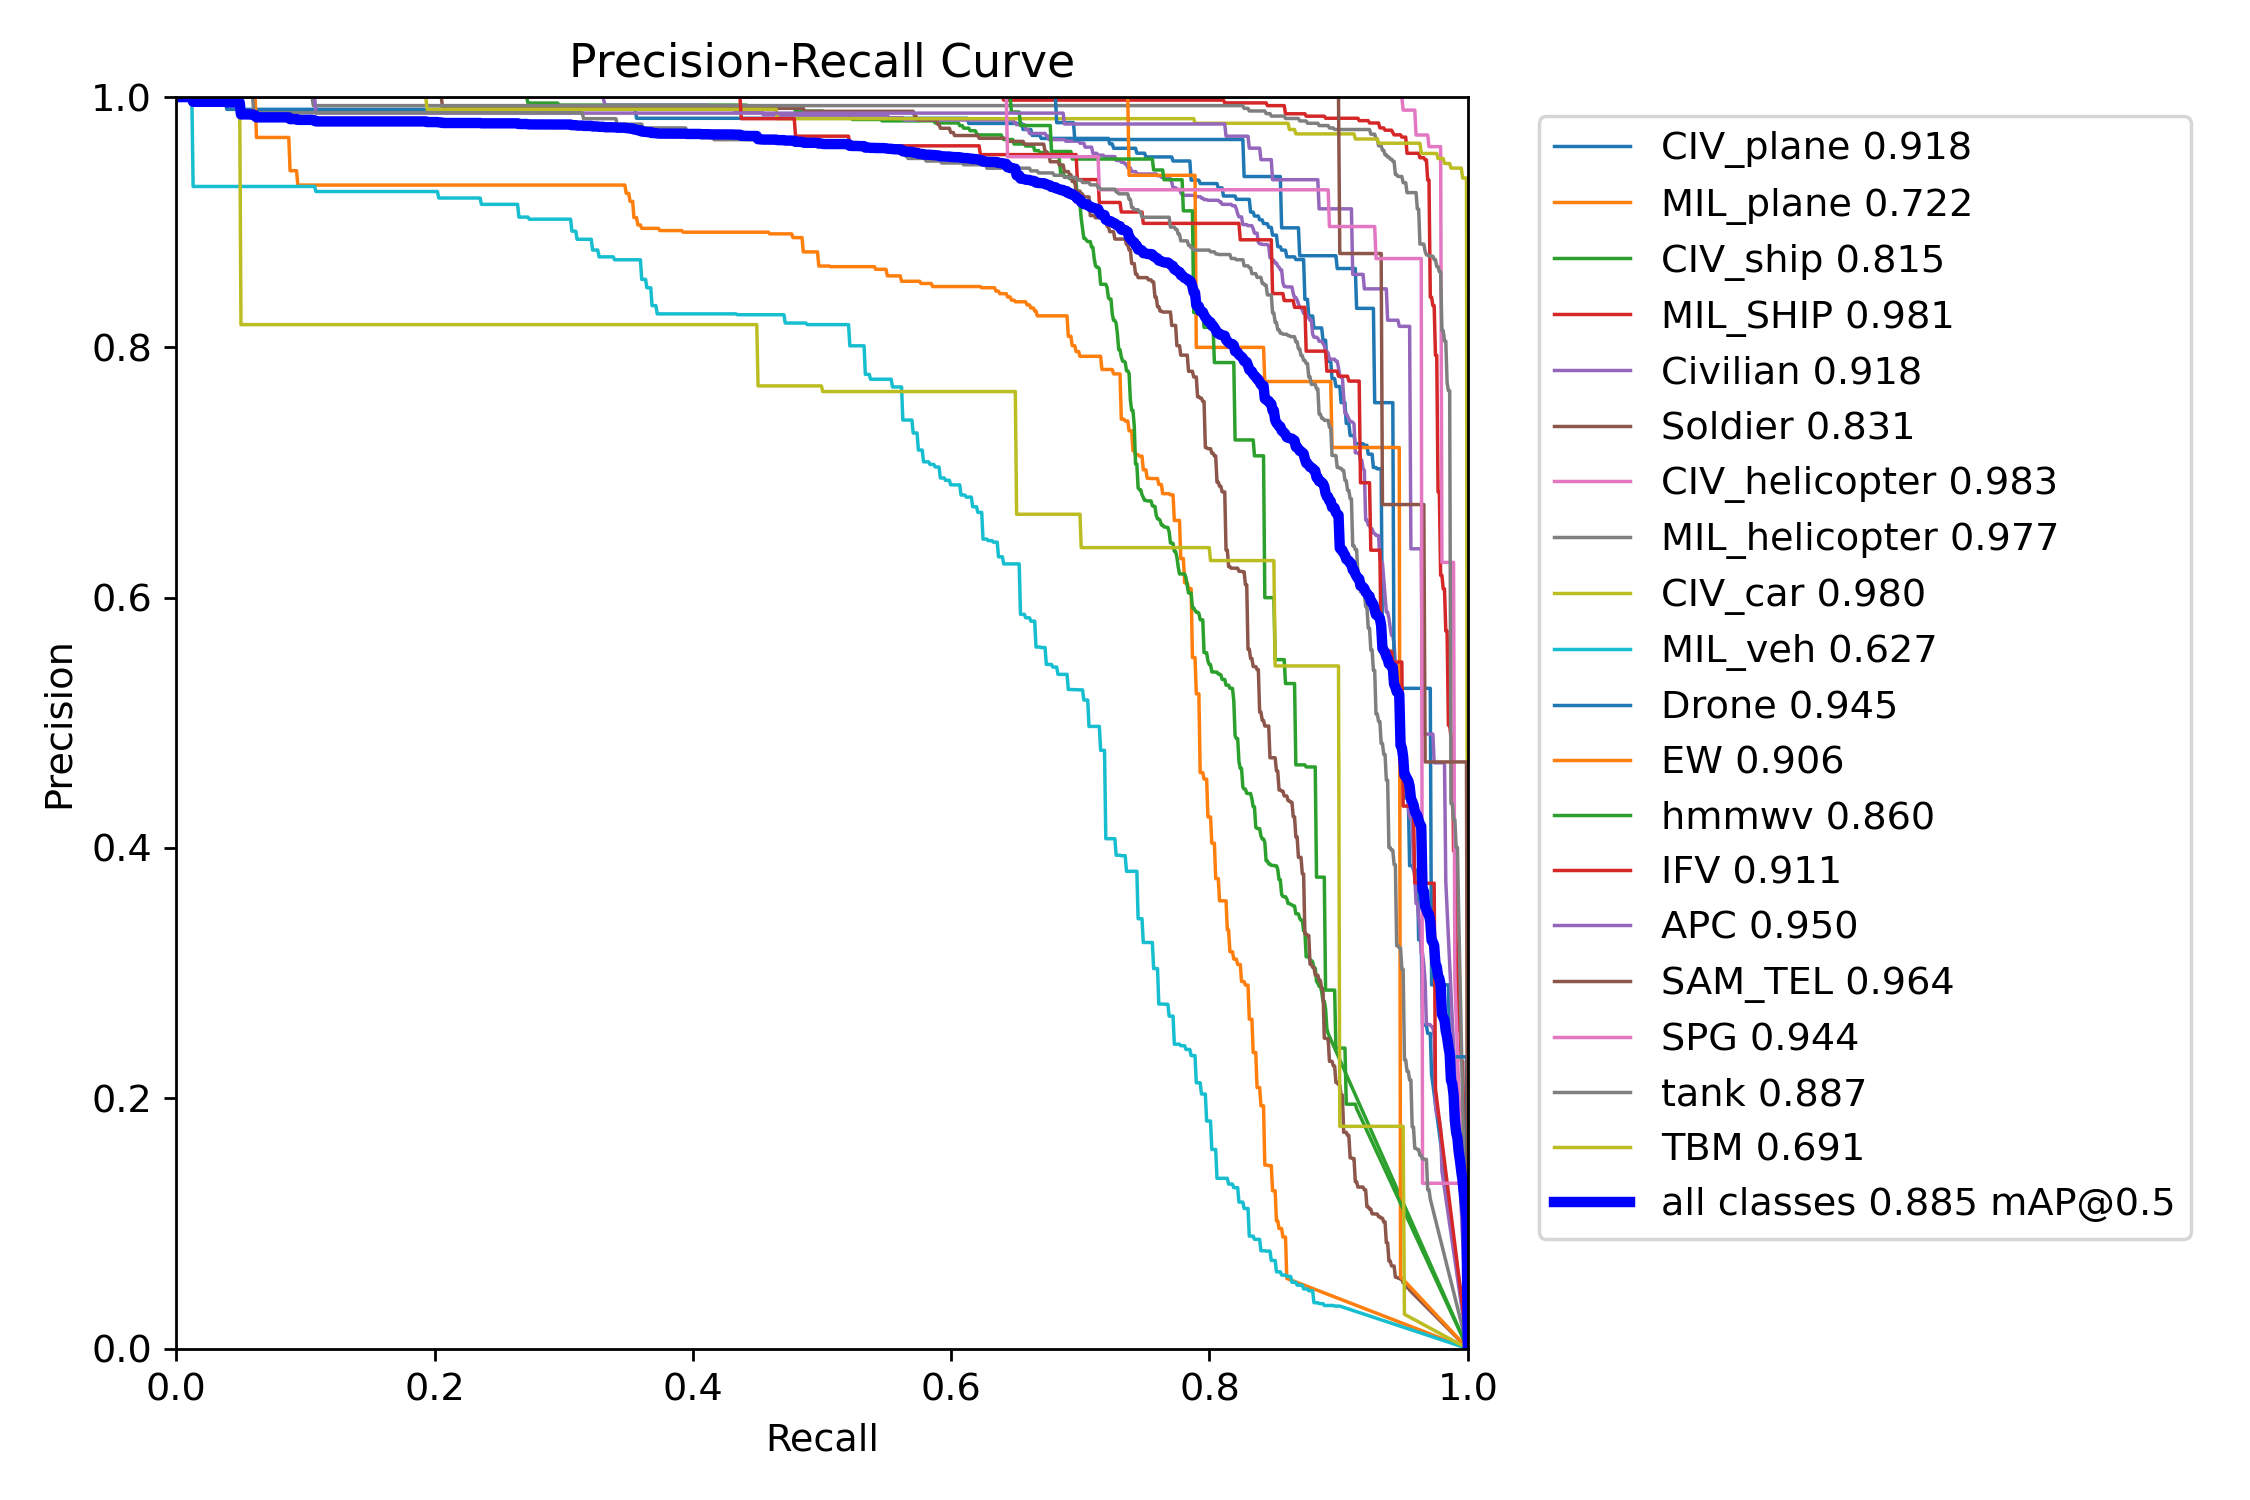 Precision-Recall Curve
1.0
0.8
0.6
0.4
0.2
0.0
Precision
0.0 0.2 0.4 0.6 0.8 1.0
Recall
CIV_plane 0.918
MIL_plane 0.722
CIV_ship 0.815
MIL_SHIP 0.981
Civilian 0.918
Soldier 0.831
CIV_helicopter 0.983
MIL_helicopter 0.977
CIV_car 0.980
MIL_veh 0.627
Drone 0.945
EW 0.906
hmmwv 0.860
IFV 0.911
APC 0.950
SAM_TEL 0.964
SPG 0.944
tank 0.887
TBM 0.691
all classes 0.885 mAP@0.5